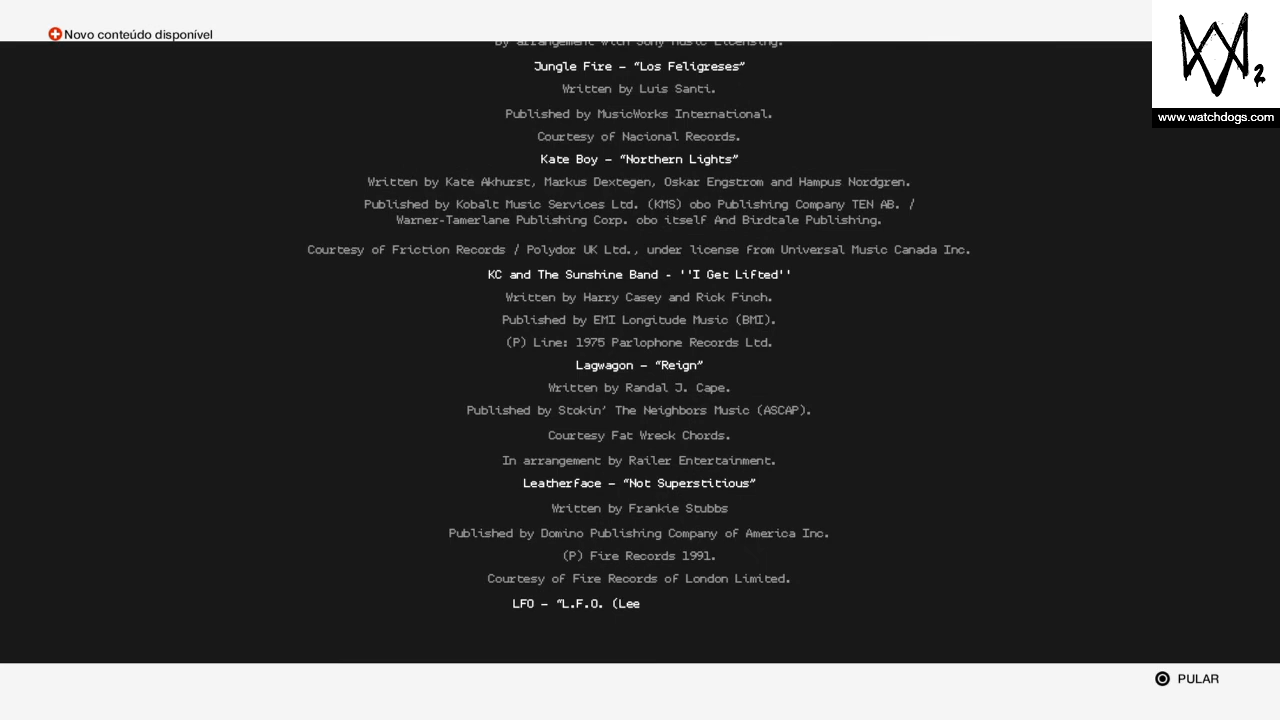 Novo conteúdo disponível
By arrangement with Sony Music Licensing.
Jungle Fire – “Los Feligreses”
Written by Luis Santi.
Published by MusicWorks International.
Courtesy of Nacional Records.
Kate Boy – “Northern Lights”
Written by Kate Akhurst, Markus Dextegen, Oskar Engstrom and Hampus Nordgren.
Published by Kobalt Music Services Ltd. (KMS) obo Publishing Company TEN AB. /
Warner-Tamerlane Publishing Corp. obo itself And Birdtale Publishing.
Courtesy of Friction Records / Polydor UK Ltd., under license from Universal Music Canada Inc.
KC and The Sunshine Band - ''I Get Lifted''
Written by Harry Casey and Rick Finch.
Published by EMI Longitude Music (BMI).
(P) Line: 1975 Parlophone Records Ltd.
Lagwagon – “Reign”
Written by Randal J. Cape.
Published by Stokin’ The Neighbors Music (ASCAP).
Courtesy Fat Wreck Chords.
In arrangement by Railer Entertainment.
Leatherface – “Not Superstitious”
Written by Frankie Stubbs
Published by Domino Publishing Company of America Inc.
(P) Fire Records 1991.
Courtesy of Fire Records of London Limited.
LFO – “L.F.O. (Lee
2
www.watchdogs.com
PULAR